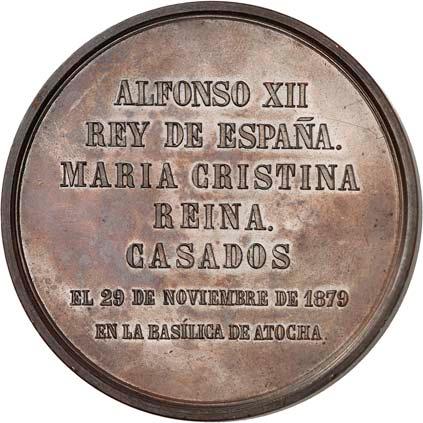 ALFONSO XII
REY DE ESPAÑA.
MARIA CRISTINA
REINA.
CASADOS
EL 29 DE NOVIEMBRE DE 1879
EN LA BASÍLICA DE ATOCHA